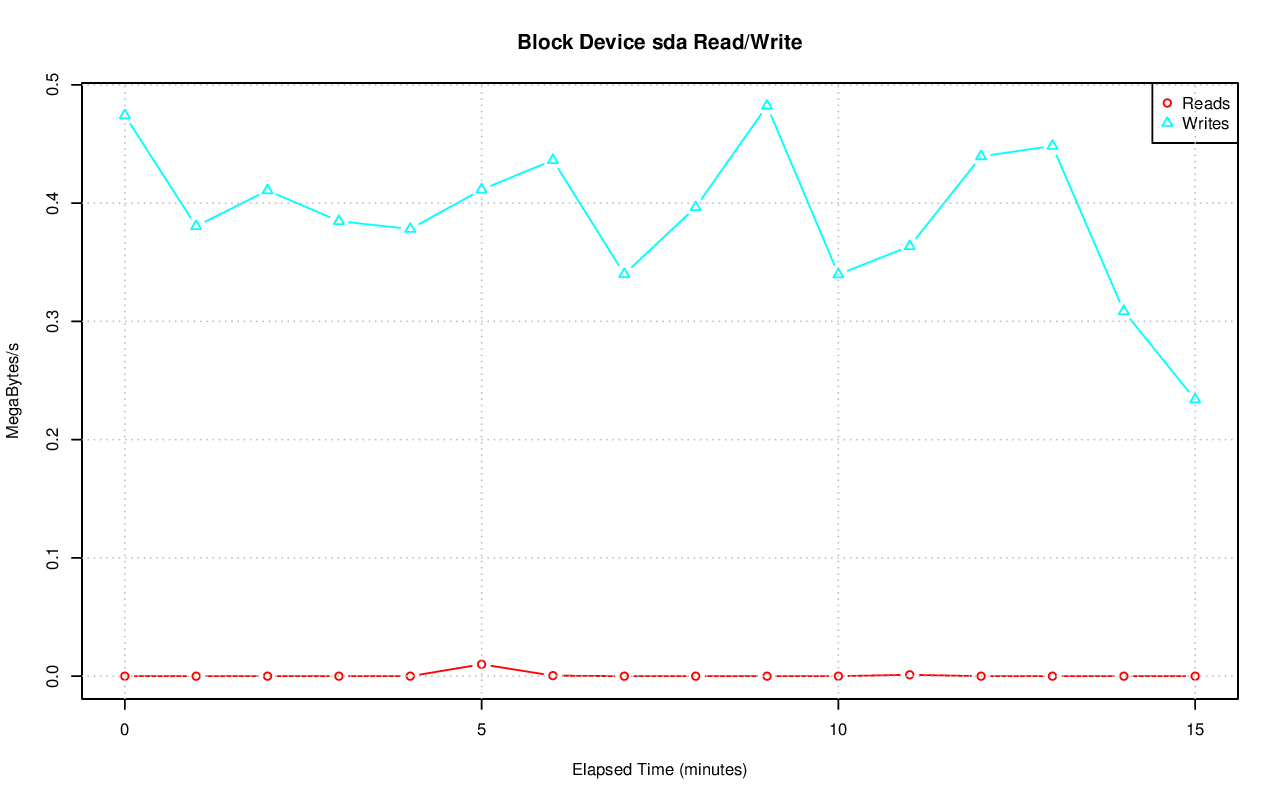 Block Device sda Read/Write
Reads
Writes
MegaBytes/s
0.5
0.4
0.3
0.2
0.1
0.0
0 5 10 15
Elapsed Time (minutes)